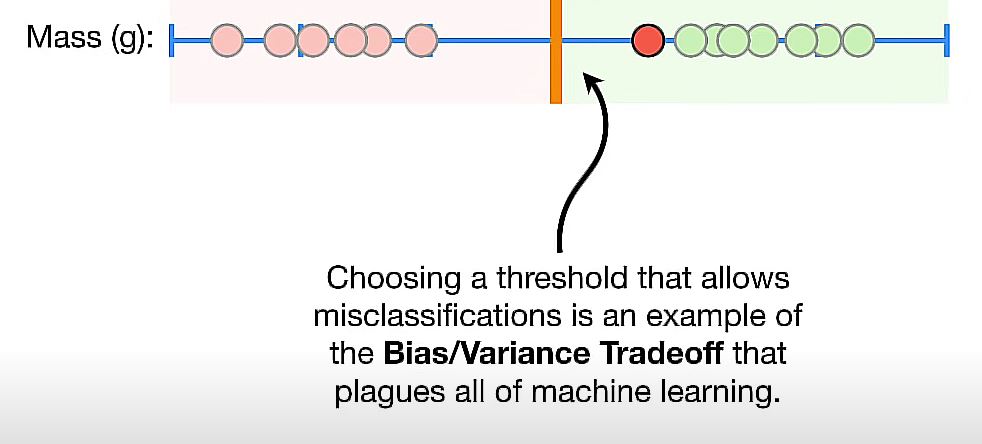 Mass (g):
Choosing a threshold that allows
misclassifications is an example of
the Bias/Variance Tradeoff that
plagues all of machine learning.